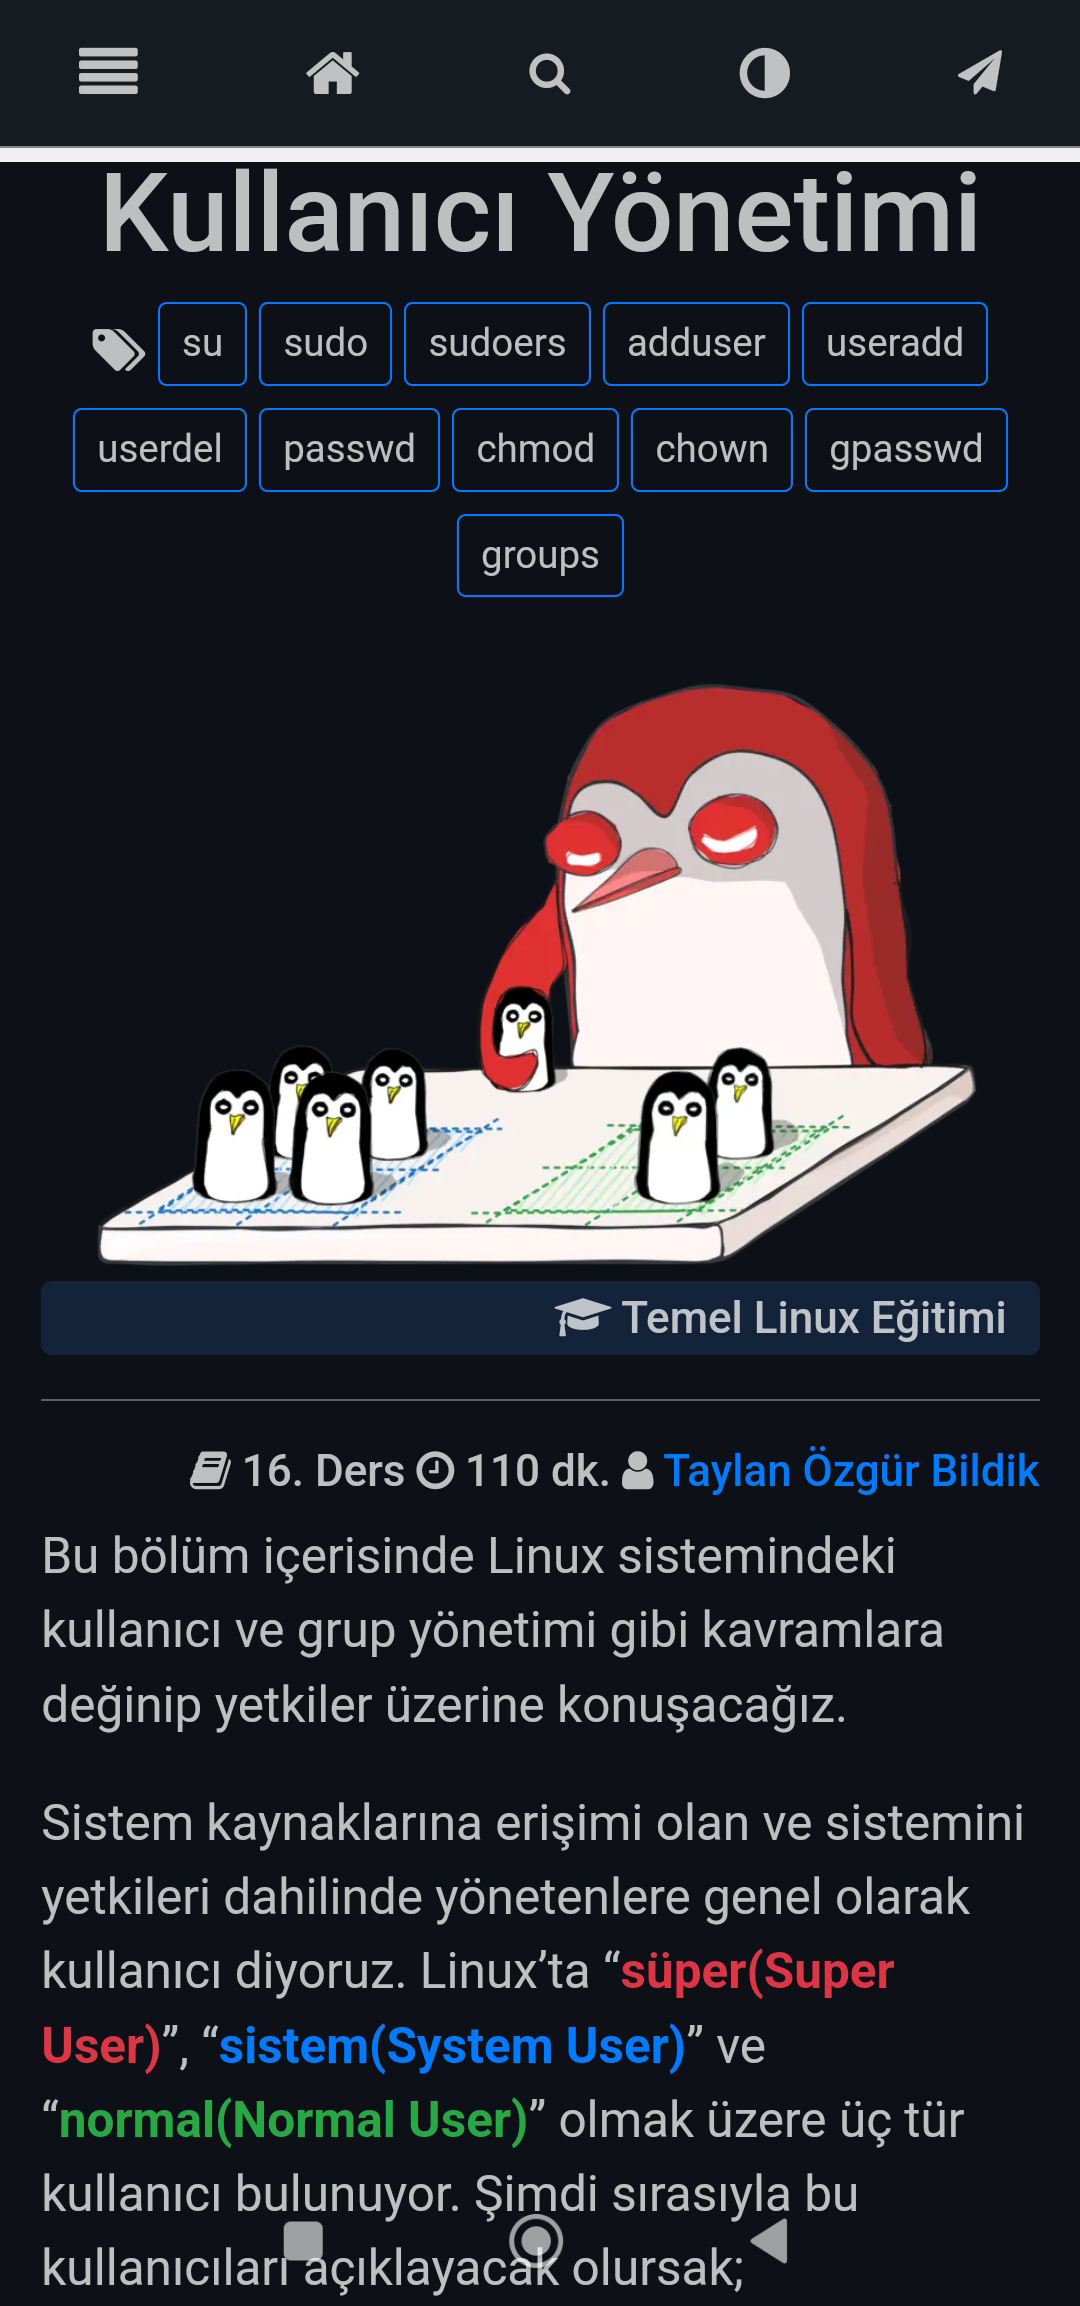 Kullanıcı Yönetimi
su sudo sudoers adduser useradd
userdel passwd chmod chown gpasswd
groups
Temel Linux Eğitimi
16. Ders 110 dk. Taylan Özgür Bildik
Bu bölüm içerisinde Linux sistemindeki
kullanıcı ve grup yönetimi gibi kavramlara
değinip yetkiler üzerine konuşacağız.
Sistem kaynaklarına erişimi olan ve sistemini
yetkileri dahilinde yönetenlere genel olarak
kullanıcı diyoruz. Linux’ta “süper(Super
User)”, “sistem(System User)” ve
“normal(Normal User)” olmak üzere üç tür
kullanıcı bulunuyor. Şimdi sırasıyla bu
kullanıcıları açıklayacak olursak;